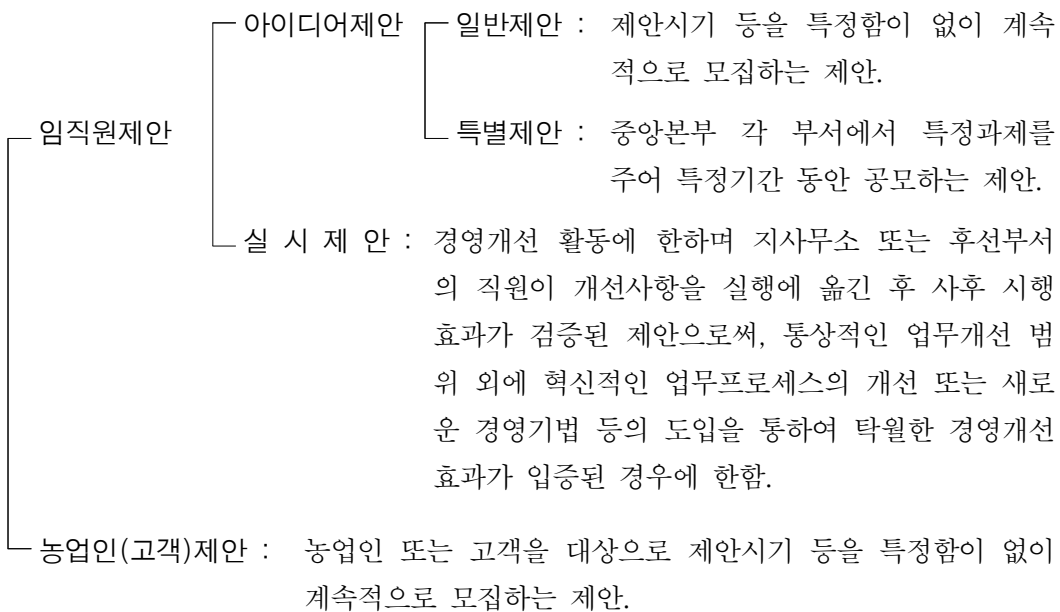 아이디어제안 일반제안 : 제안시기 등을 특정함이 없이 계속
적으로 모집하는 제안.
임직원제안 특별제안 : 중앙본부 각 부서에서 특정과제를
주어 특정기간 동안 공모하는 제안.
실 시 제 안 : 경영개선 활동에 한하며 지사무소 또는 후선부서
의 직원이 개선사항을 실행에 옮긴 후 사후 시행
효과가 검증된 제안으로써, 통상적인 업무개선 범
위 외에 혁신적인 업무프로세스의 개선 또는 새로
운 경영기법 등의 도입을 통하여 탁월한 경영개선
효과가 입증된 경우에 한함.
농업인(고객)제안 : 농업인 또는 고객을 대상으로 제안시기 등을 특정함이 없이
계속적으로 모집하는 제안.